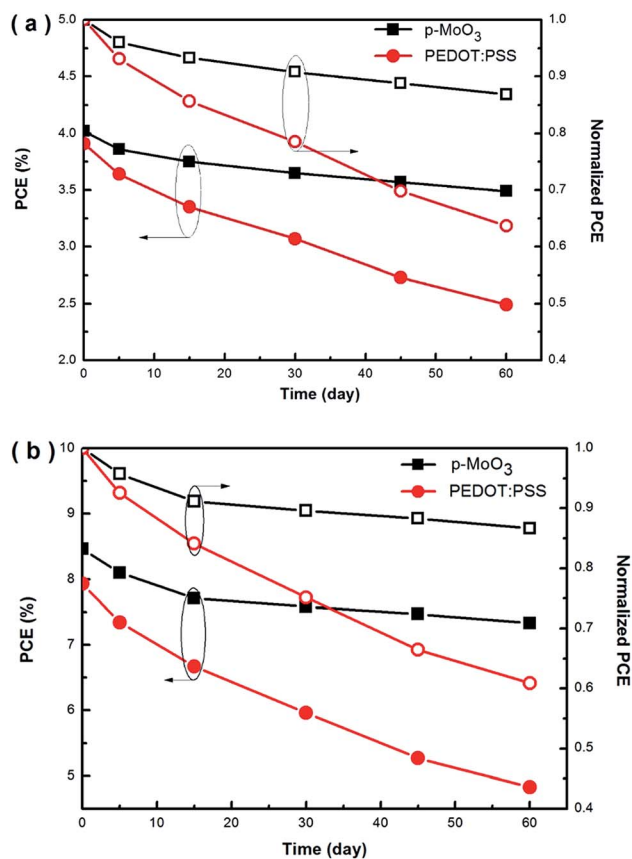 ( a )
p-MoO3
PEDOT:PSS
PCE (%)
5.0
4.5
4.0
3.5
3.0
2.5
2.0
1.0
0.9
0.8
0.7
0.6
0.5
0.4
Normalized PCE
0 10 20 30 40 50 60
Time (day)
( b )
p-MoO3
PEDOT:PSS
PCE (%)
10
9
8
7
6
5
1.0
0.9
0.8
0.7
0.6
0.5
0.4
Normalized PCE
0 10 20 30 40 50 60
Time (day)